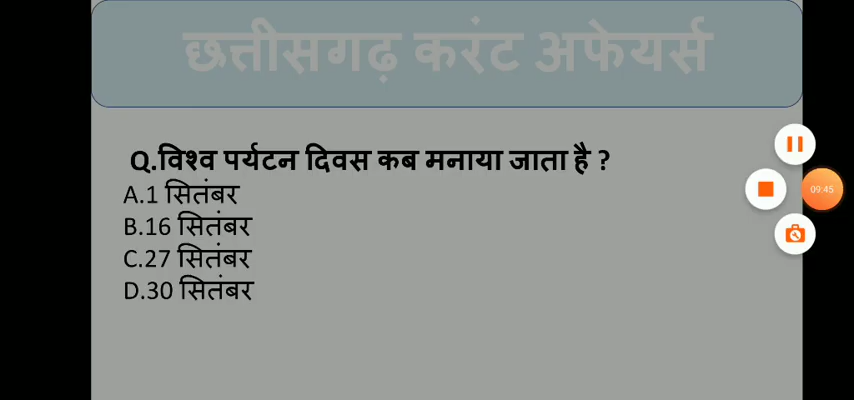 छत्तीसगढ़ करंट अफेयर्स
Q.विश्व पर्यटन दिवस कब मनाया जाता है ?
A.1 सितंबर
B.16 सितंबर
C.27 सितंबर
D.30 सितंबर
09:45